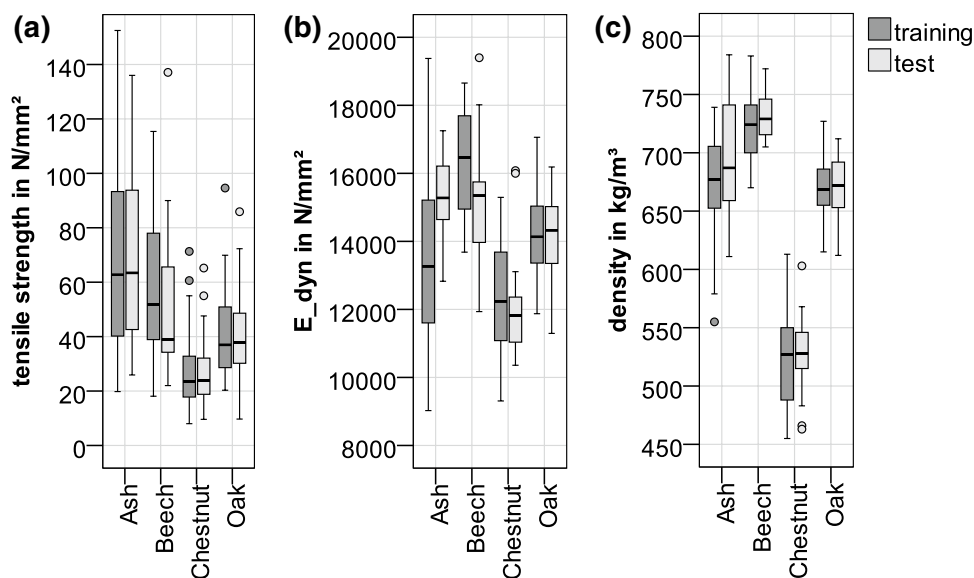 (a)
tensile strength in N/mm²
140
120
100
80
60
40
20
0
Ash
Beech
Chestnut
Oak
(b)
E_dyn in N/mm²
20000
18000
16000
14000
12000
10000
8000
Ash
Beech
Chestnut
Oak
(c)
density in kg/m³
800
750
700
650
600
550
500
450
Ash
Beech
Chestnut
Oak
training
test